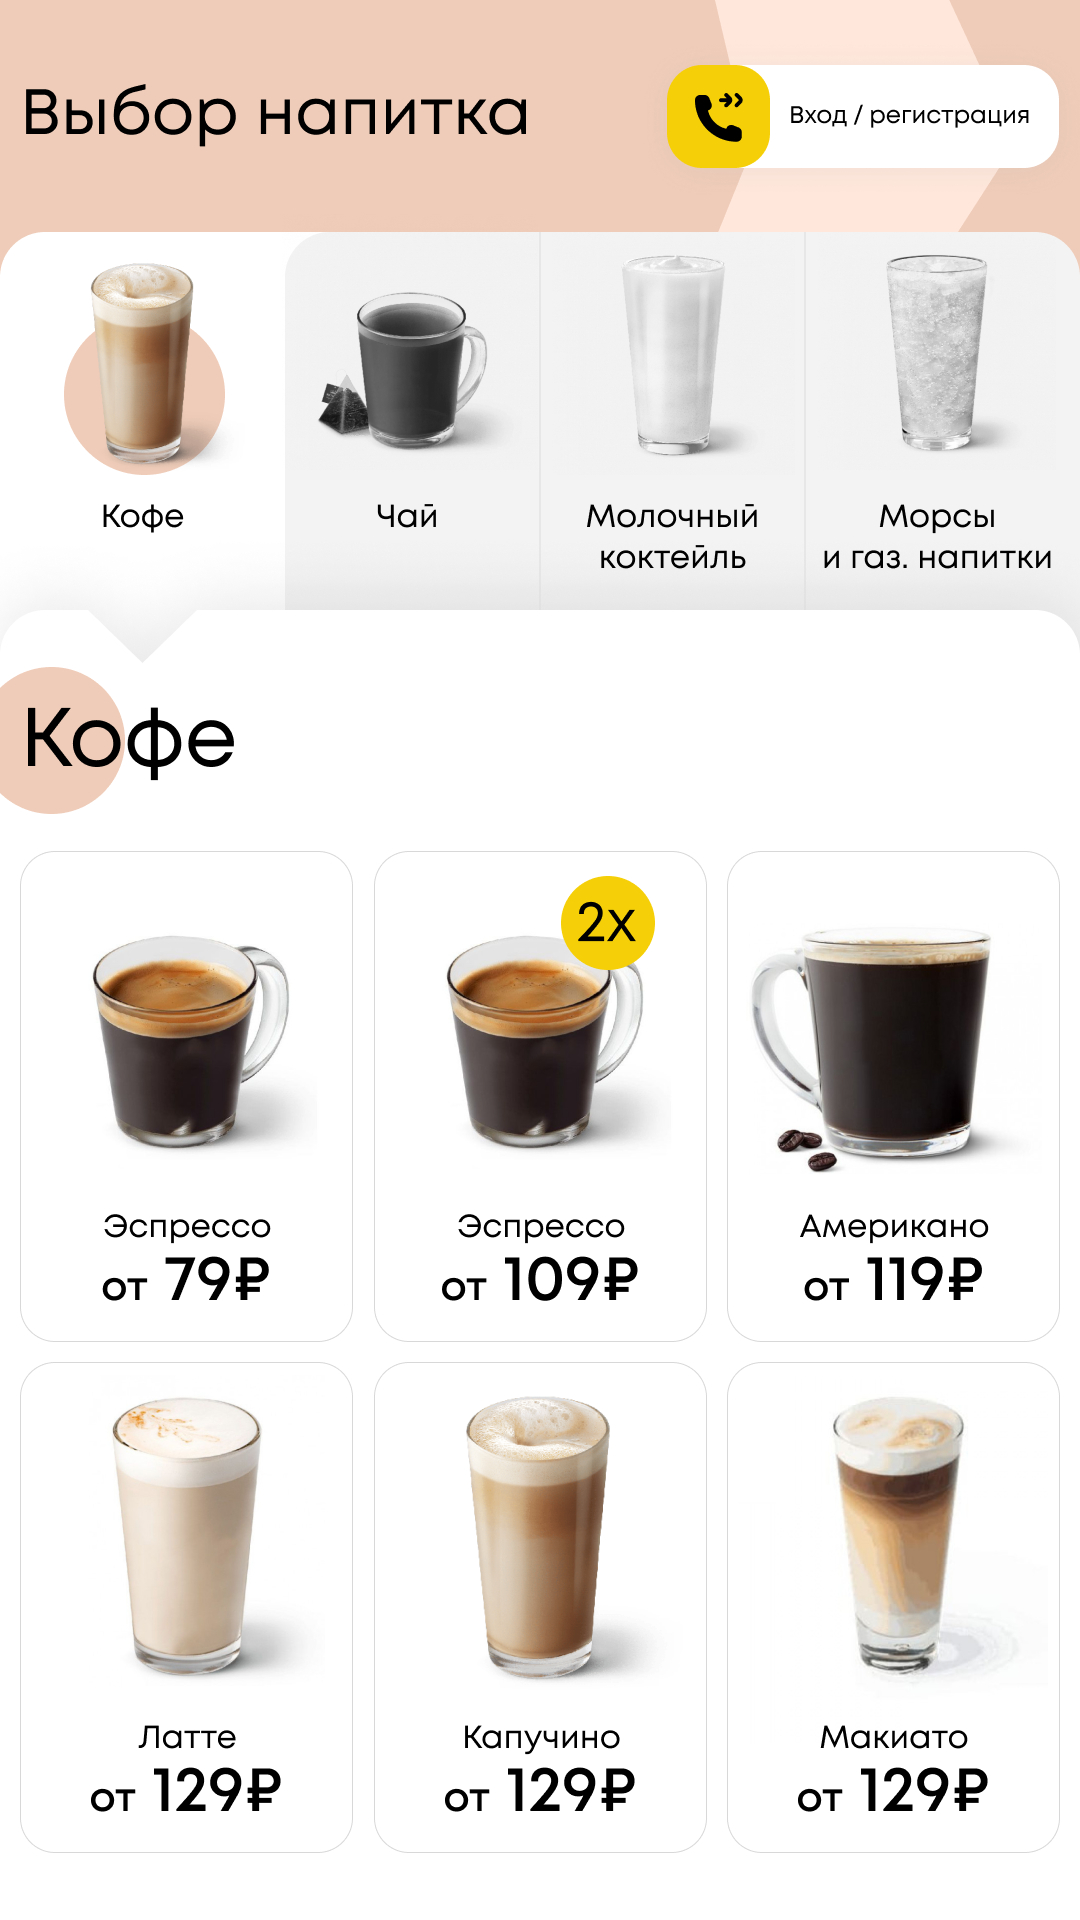 Выбор напитка
Вход / регистрация
Кофе
Чай
Молочный
коктейль
Морсы
и газ. напитки
Кофе
Эспрессо
от 79₽
2X
Эспрессо
от 109₽
Американо
от 119₽
Латте
от 129₽
Капучино
от 129₽
Макиато
от 129₽